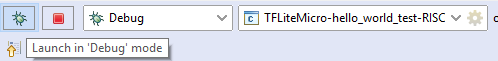 Debug
TFLiteMicro-hello_world_test-RISC
Launch in 'Debug' mode